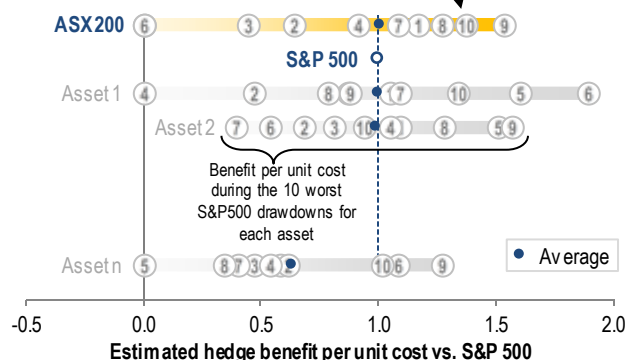 ASX200 6 3 2 4 7 1 8 10 9
S&P 500
Asset 1 4 2 8 9 7 10 5 6
Asset 2 7 6 2 3 10 4 8 5 9
Benefit per unit cost
during the 10 worst
S&P500 drawdowns for
each asset
Asset n 5 8 7 3 4 2 10 6 9
Average
-0.5 0.0 0.5 1.0 1.5 2.0
Estimated hedge benefit per unit cost vs. S&P 500